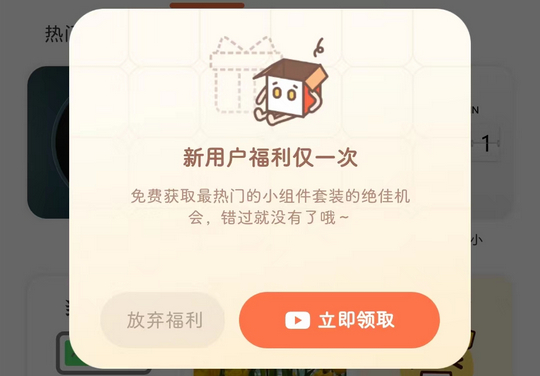 热门
新用户福利仅一次
免费获取最热门的小组件套装的绝佳机
会，错过就没有了哦～
1
小
放弃福利
立即领取